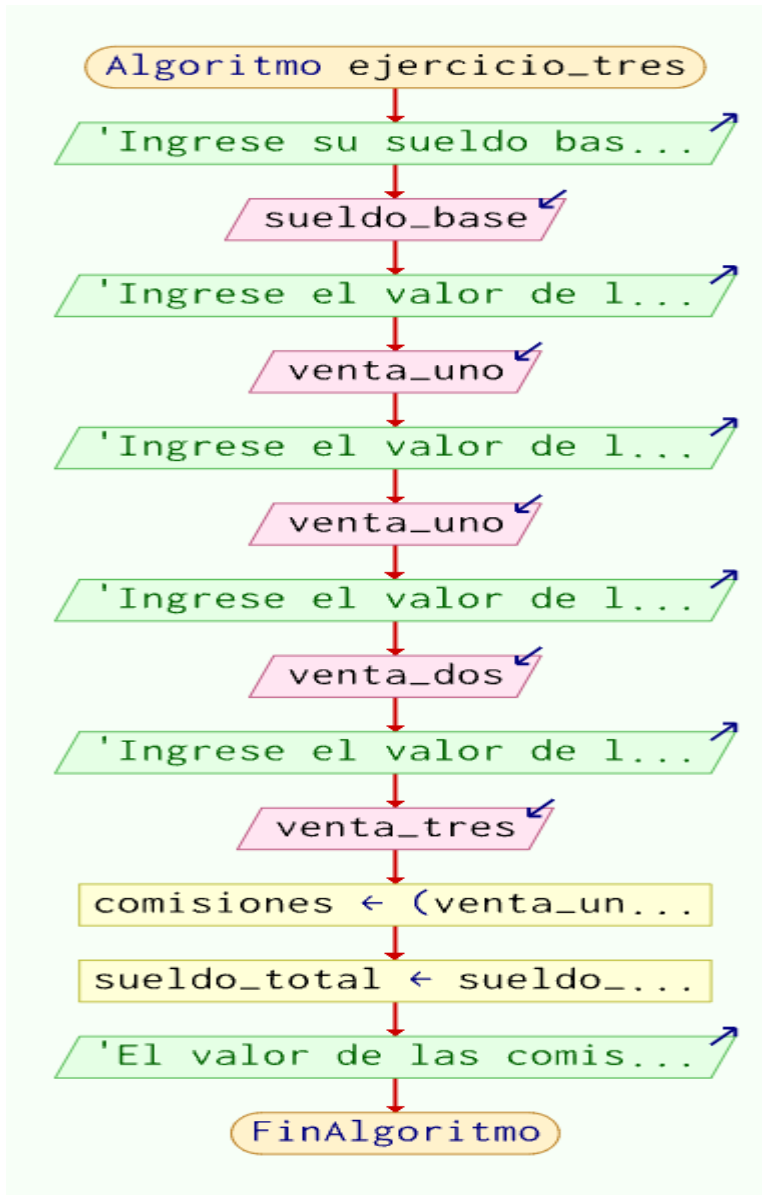 Algoritmo ejercicio_tres
'Ingrese su sueldo bas...
sueldo_base
'Ingrese el valor de l...
venta_uno
'Ingrese el valor de l...
venta_uno
'Ingrese el valor de l...
venta_dos
'Ingrese el valor de l...
venta_tres
comisiones ← (venta_un...
sueldo_total ← sueldo_...
'El valor de las comis...
FinAlgoritmo